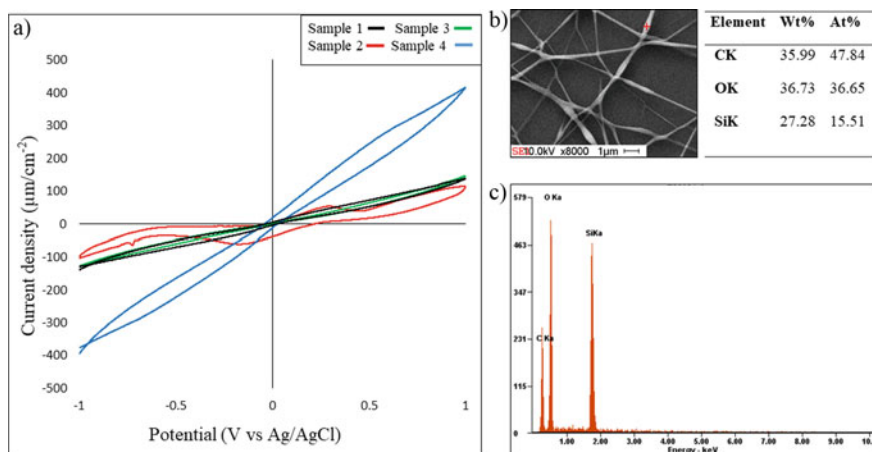 a)
Sample 1 Sample 3
Sample 2 Sample 4
500
400
300
200
100
0
-100
-200
-300
-400
-500
-1 -0.5 0 0.5 1
Current density (µm/cm⁻²)
Potential (V vs Ag/AgCl)
b)
SEI 10.0kV x8000 1µm
Element Wt% At%
CK 35.99 47.84
OK 36.73 36.65
SiK 27.28 15.51
c)
579
463
347
231
115
0
O Ka
SiKa
C Ka
1.00 2.00 3.00 4.00 5.00 6.00 7.00 8.00 9.00 10.0
Energy - keV